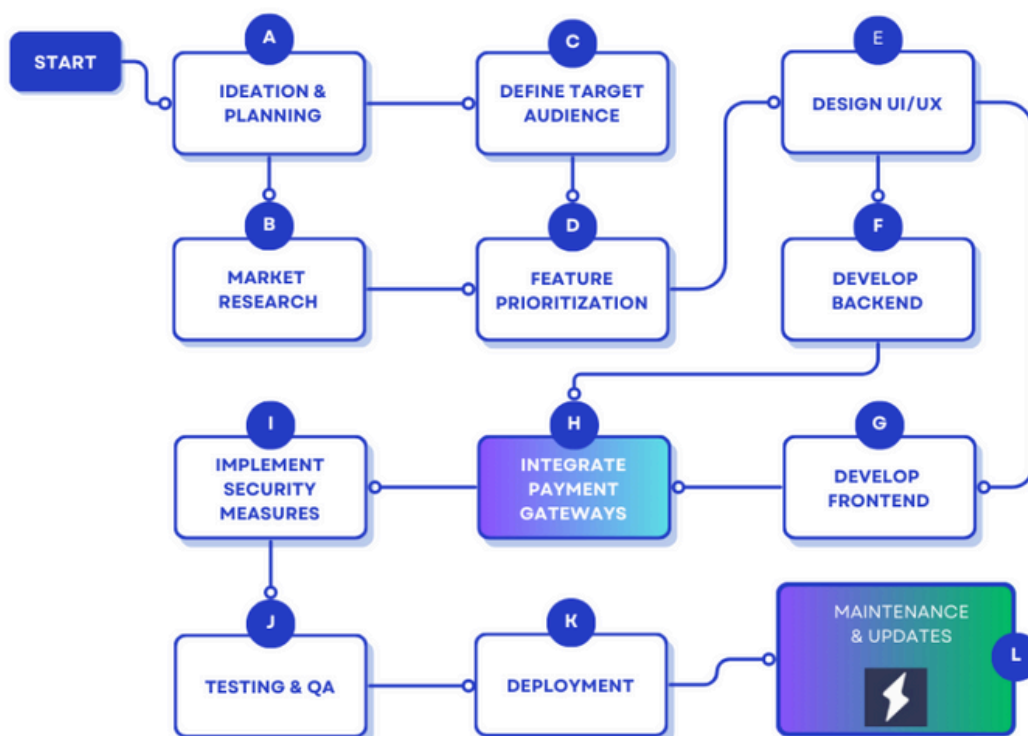 START
A
IDEATION &
PLANNING
C
DEFINE TARGET
AUDIENCE
E
DESIGN UI/UX
B
MARKET
RESEARCH
D
FEATURE
PRIORITIZATION
F
DEVELOP
BACKEND
I
IMPLEMENT
SECURITY
MEASURES
H
INTEGRATE
PAYMENT
GATEWAYS
G
DEVELOP
FRONTEND
J
TESTING & QA
K
DEPLOYMENT
MAINTENANCE
& UPDATES
L